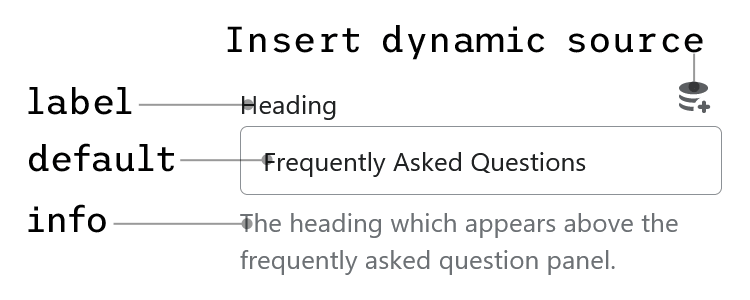 Insert dynamic source
label
Heading
default
Frequently Asked Questions
info
The heading which appears above the
frequently asked question panel.